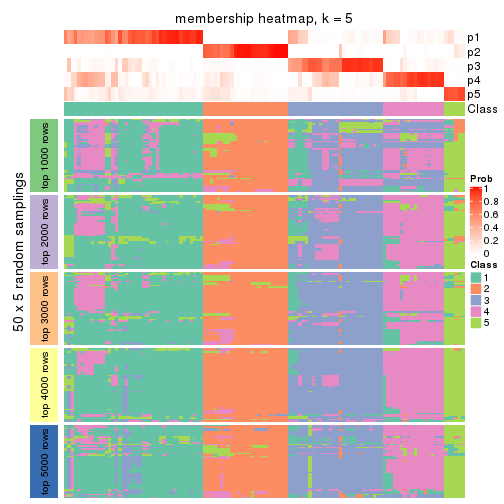 membership heatmap, k = 5
p1
p2
p3
p4
p5
Class
50 x 5 random samplings
top 1000 rows
top 2000 rows
top 3000 rows
top 4000 rows
top 5000 rows
Prob
1
0.8
0.6
0.4
0.2
0
Class
1
2
3
4
5